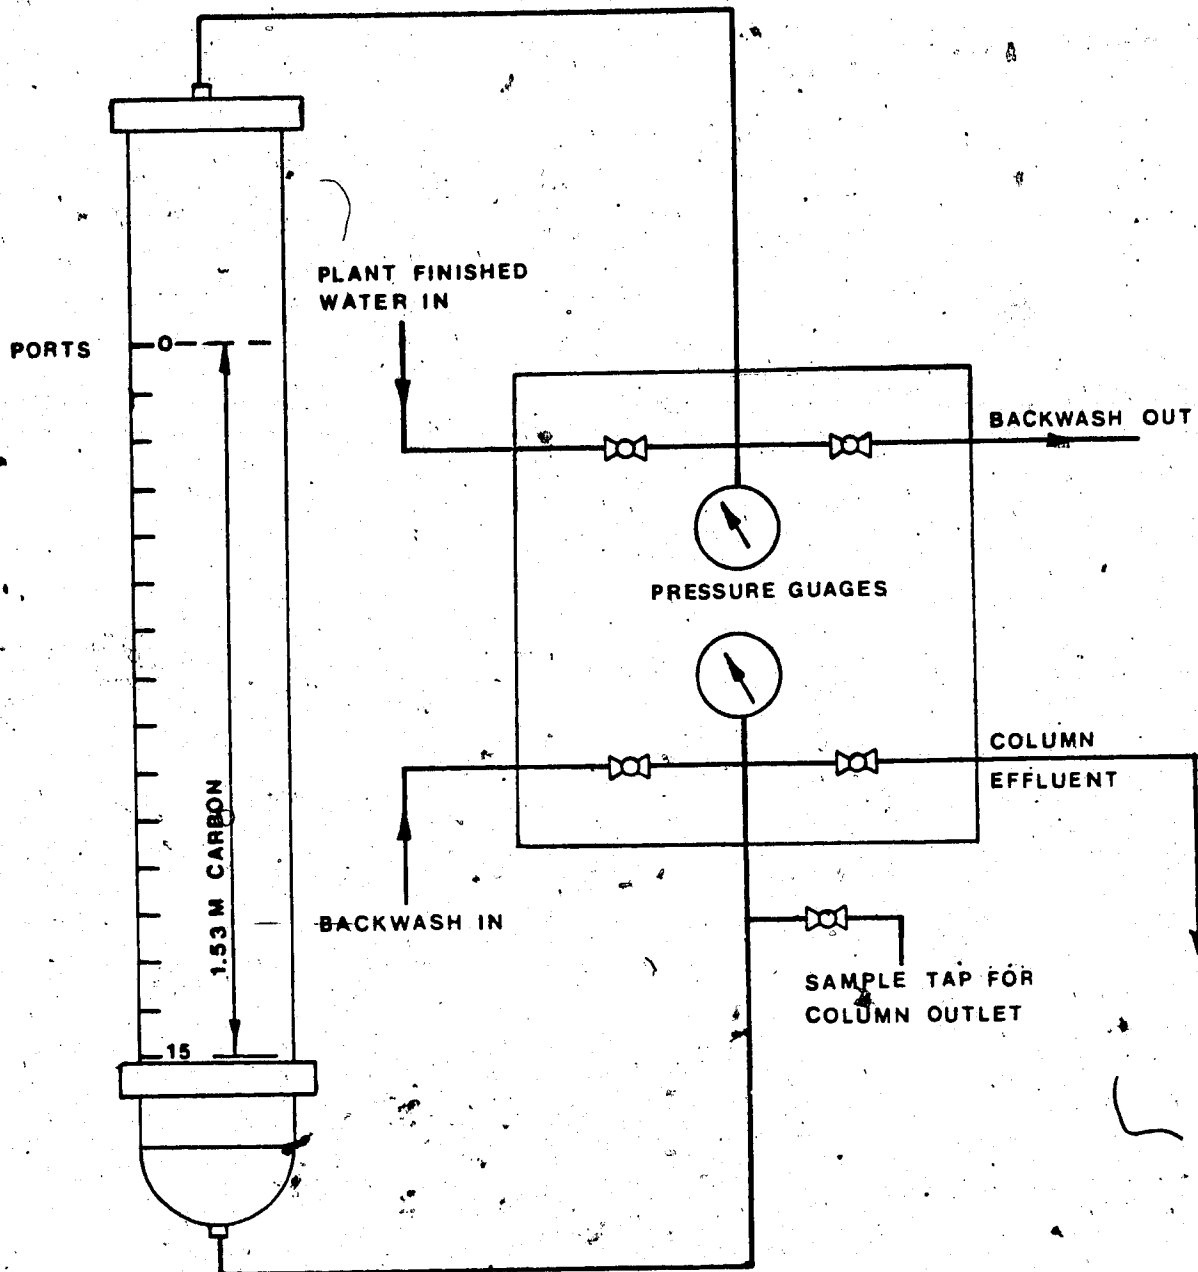 PLANT FINISHED
WATER IN
PORTS
0
BACKWASH OUT
PRESSURE GUAGES
COLUMN
EFFLUENT
1.53 M CARBON
BACKWASH IN
SAMPLE TAP FOR
COLUMN OUTLET
15